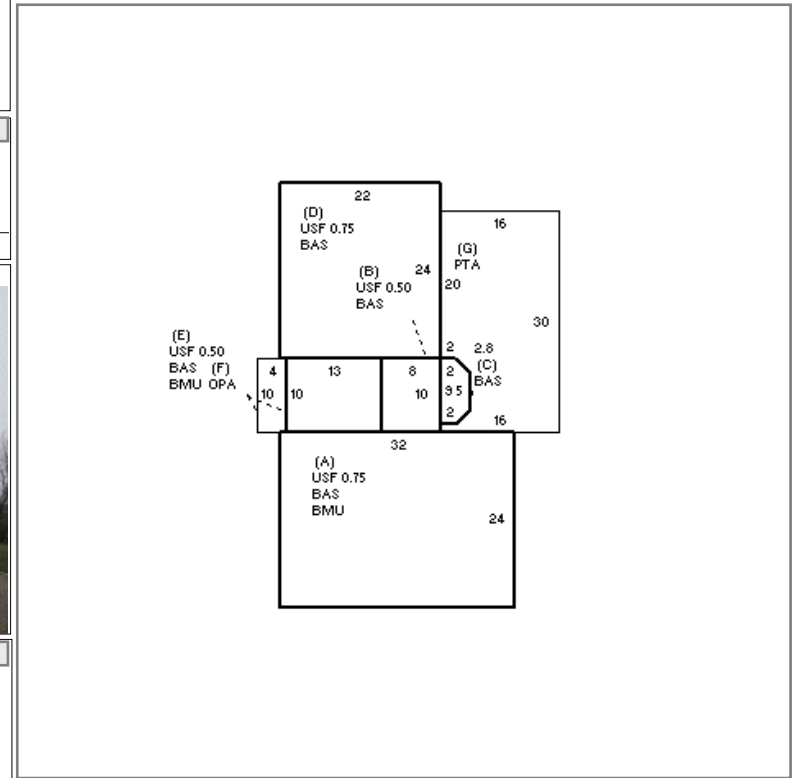 22
(D)
USF 0.75
BAS
16
(G)
PTA
(B)
USF 0.50
BAS
24
20
30
(E)
USF 0.50
BAS (F)
BMU OPA
2
2.8
(C)
BAS
4
13
8
2
10
10
10
9
5
2
16
32
(A)
USF 0.75
BAS
BMU
24